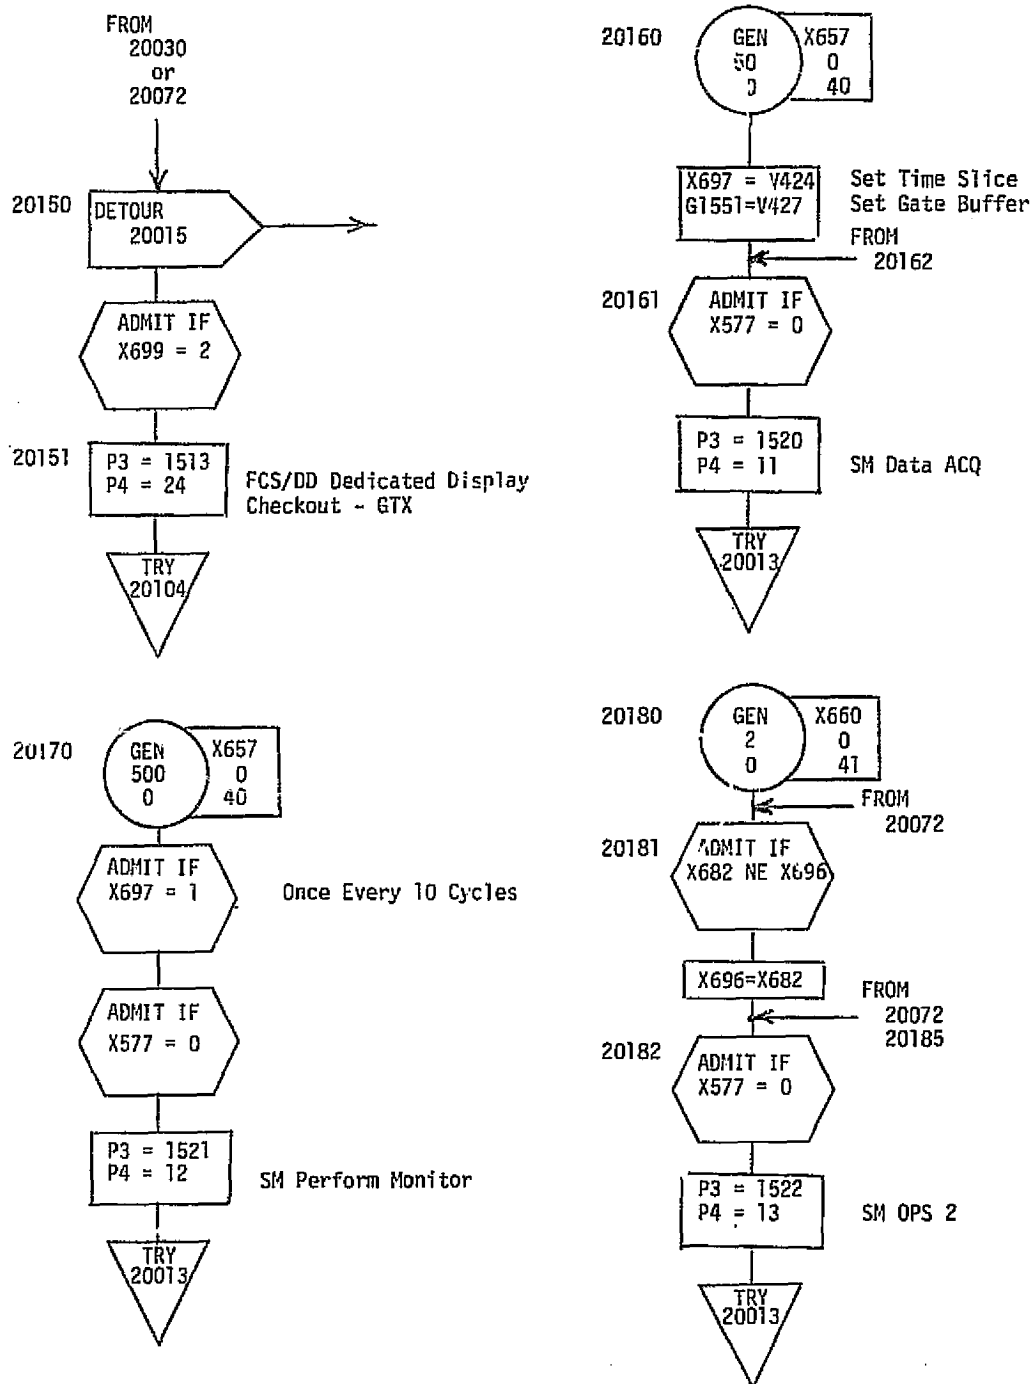 FROM
20030
or
20072
20150
DETOUR
20015
ADMIT IF
X699 = 2
20151
P3 = 1513
P4 = 24
FCS/DD Dedicated Display
Checkout - GTX
TRY
20104
20160
GEN
0
X657
0
40
X697 = V424
G1551=V427
Set Time Slice
Set Gate Buffer
FROM
20162
20161
ADMIT IF
X577 = 0
P3 = 1520
P4 = 11
SM Data ACQ
TRY
20013
20170
GEN
500
0
X657
0
40
ADMIT IF
X697 = 1
Once Every 10 Cycles
ADMIT IF
X577 = 0
P3 = 1521
P4 = 12
SM Perform Monitor
TRY
20013
20180
GEN
2
0
X660
0
41
FROM
20072
20181
ADMIT IF
X682 NE X696
X696=X682
FROM
20072
20185
20182
ADMIT IF
X577 = 0
P3 = 1522
P4 = 13
SM OPS 2
TRY
20013